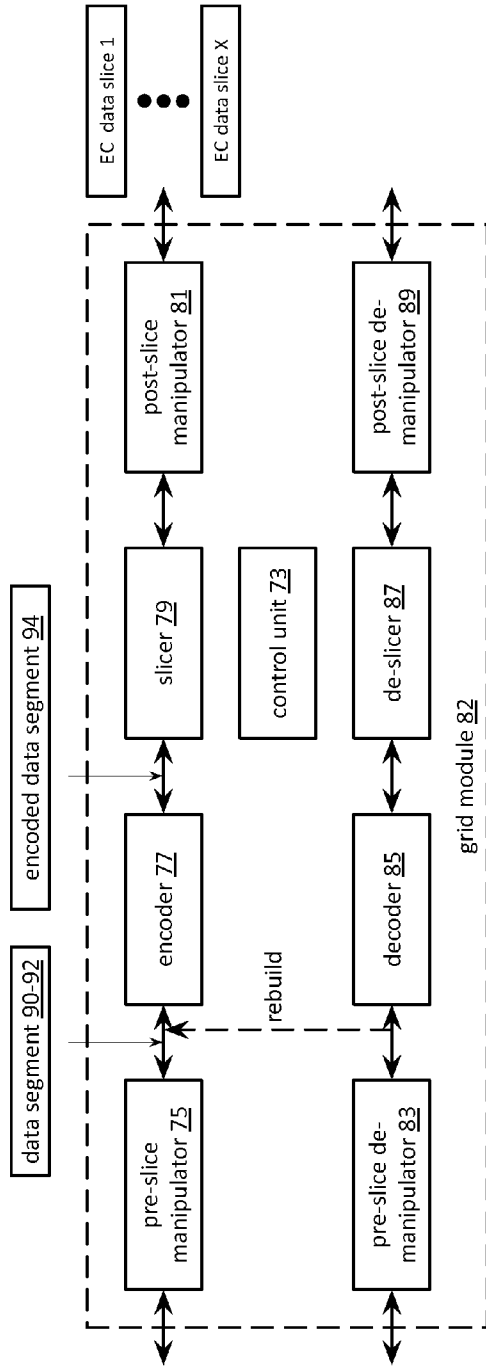 data segment 90-92
encoded data segment 94
pre-slice
manipulator 75
encoder 77
slicer 79
post-slice
manipulator 81
EC data slice 1
EC data slice X
rebuild
control unit 73
pre-slice de-
manipulator 83
decoder 85
de-slicer 87
post-slice de-
manipulator 89
grid module 82